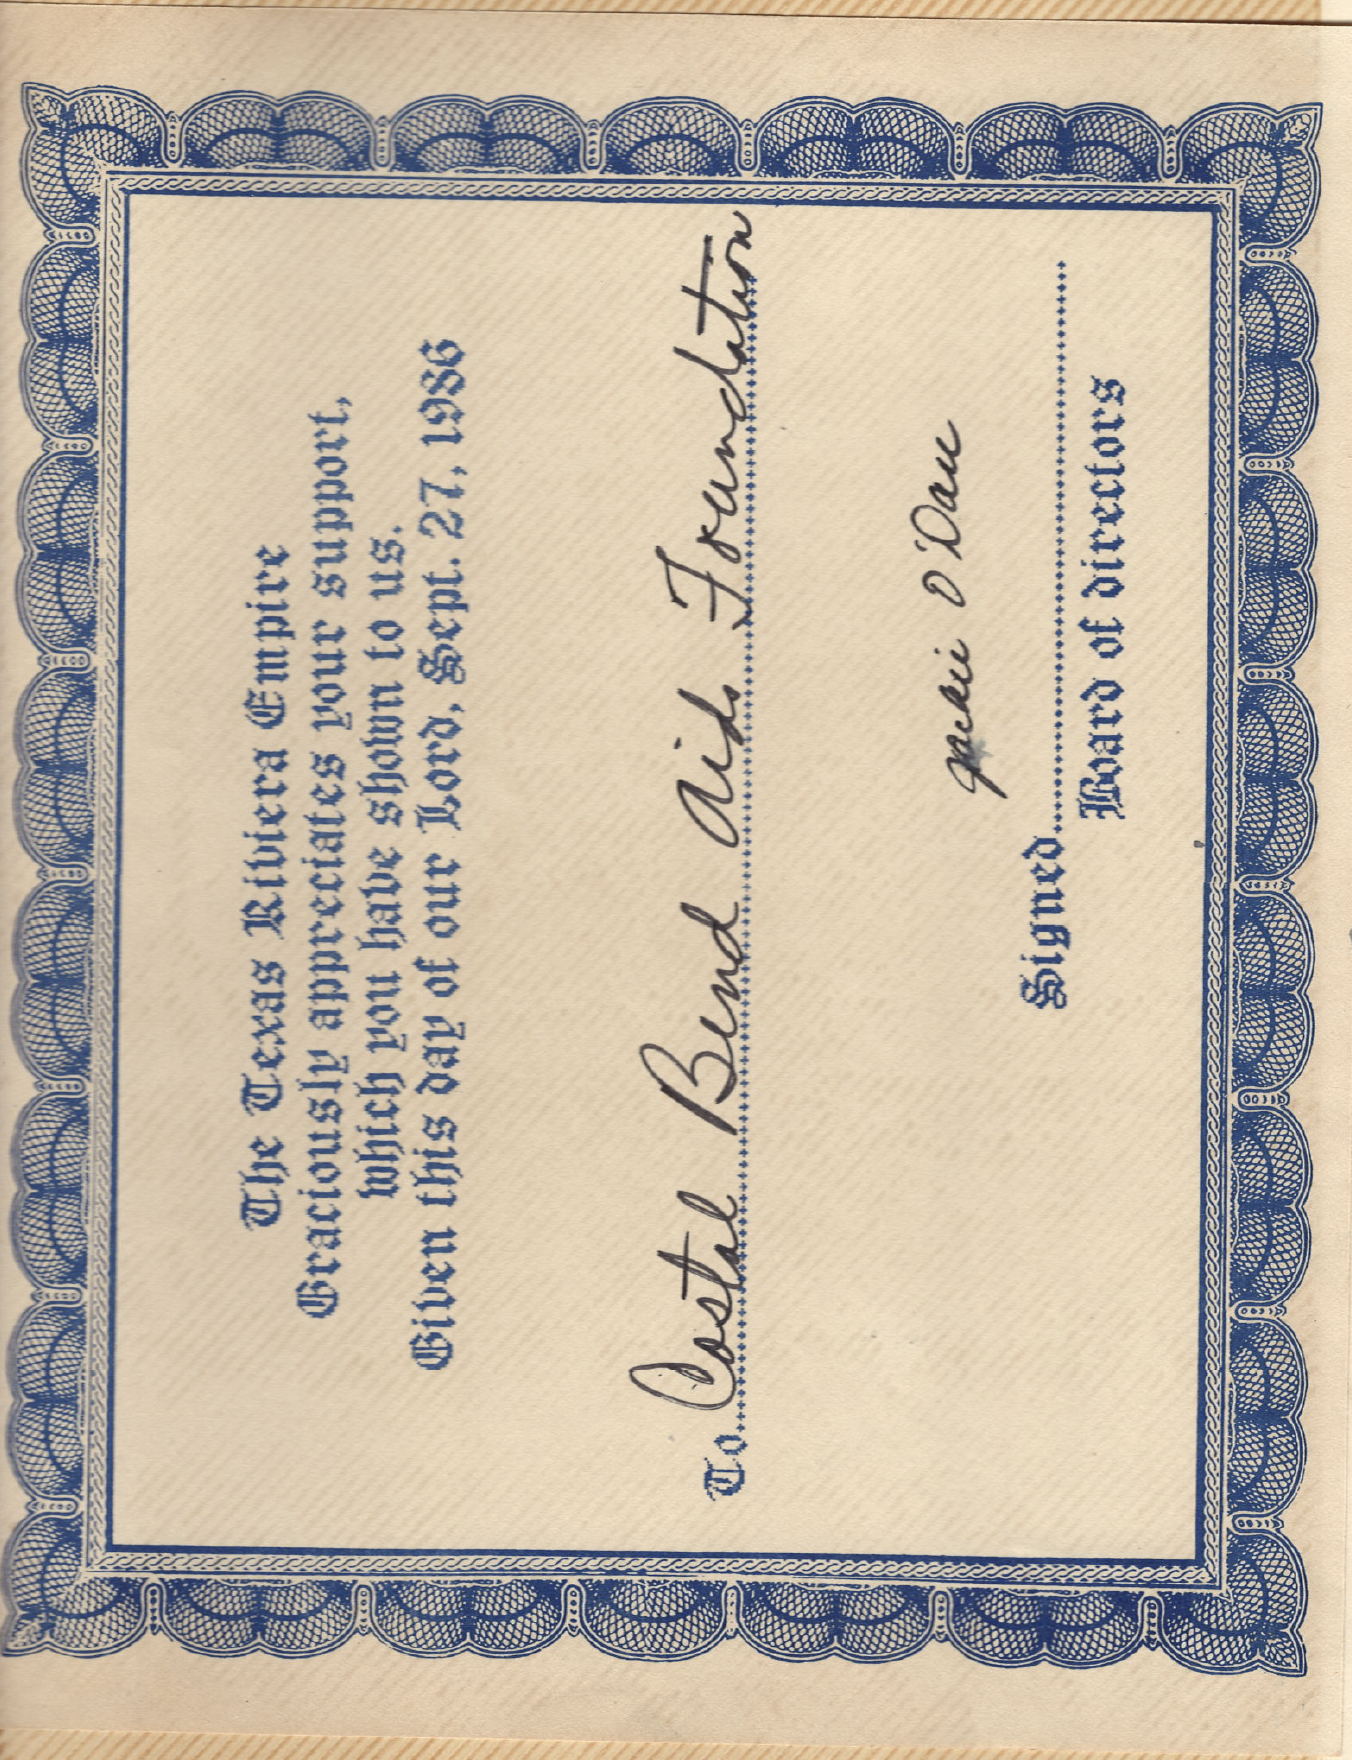 The Texas Riviera Empire
Graciously appreciates your support,
which you have shown to us.
Given this day of our Lord, Sept. 27, 1986
To Costal Bend Aids Foundation
Jackie O'Dau
Signed
Board of directors